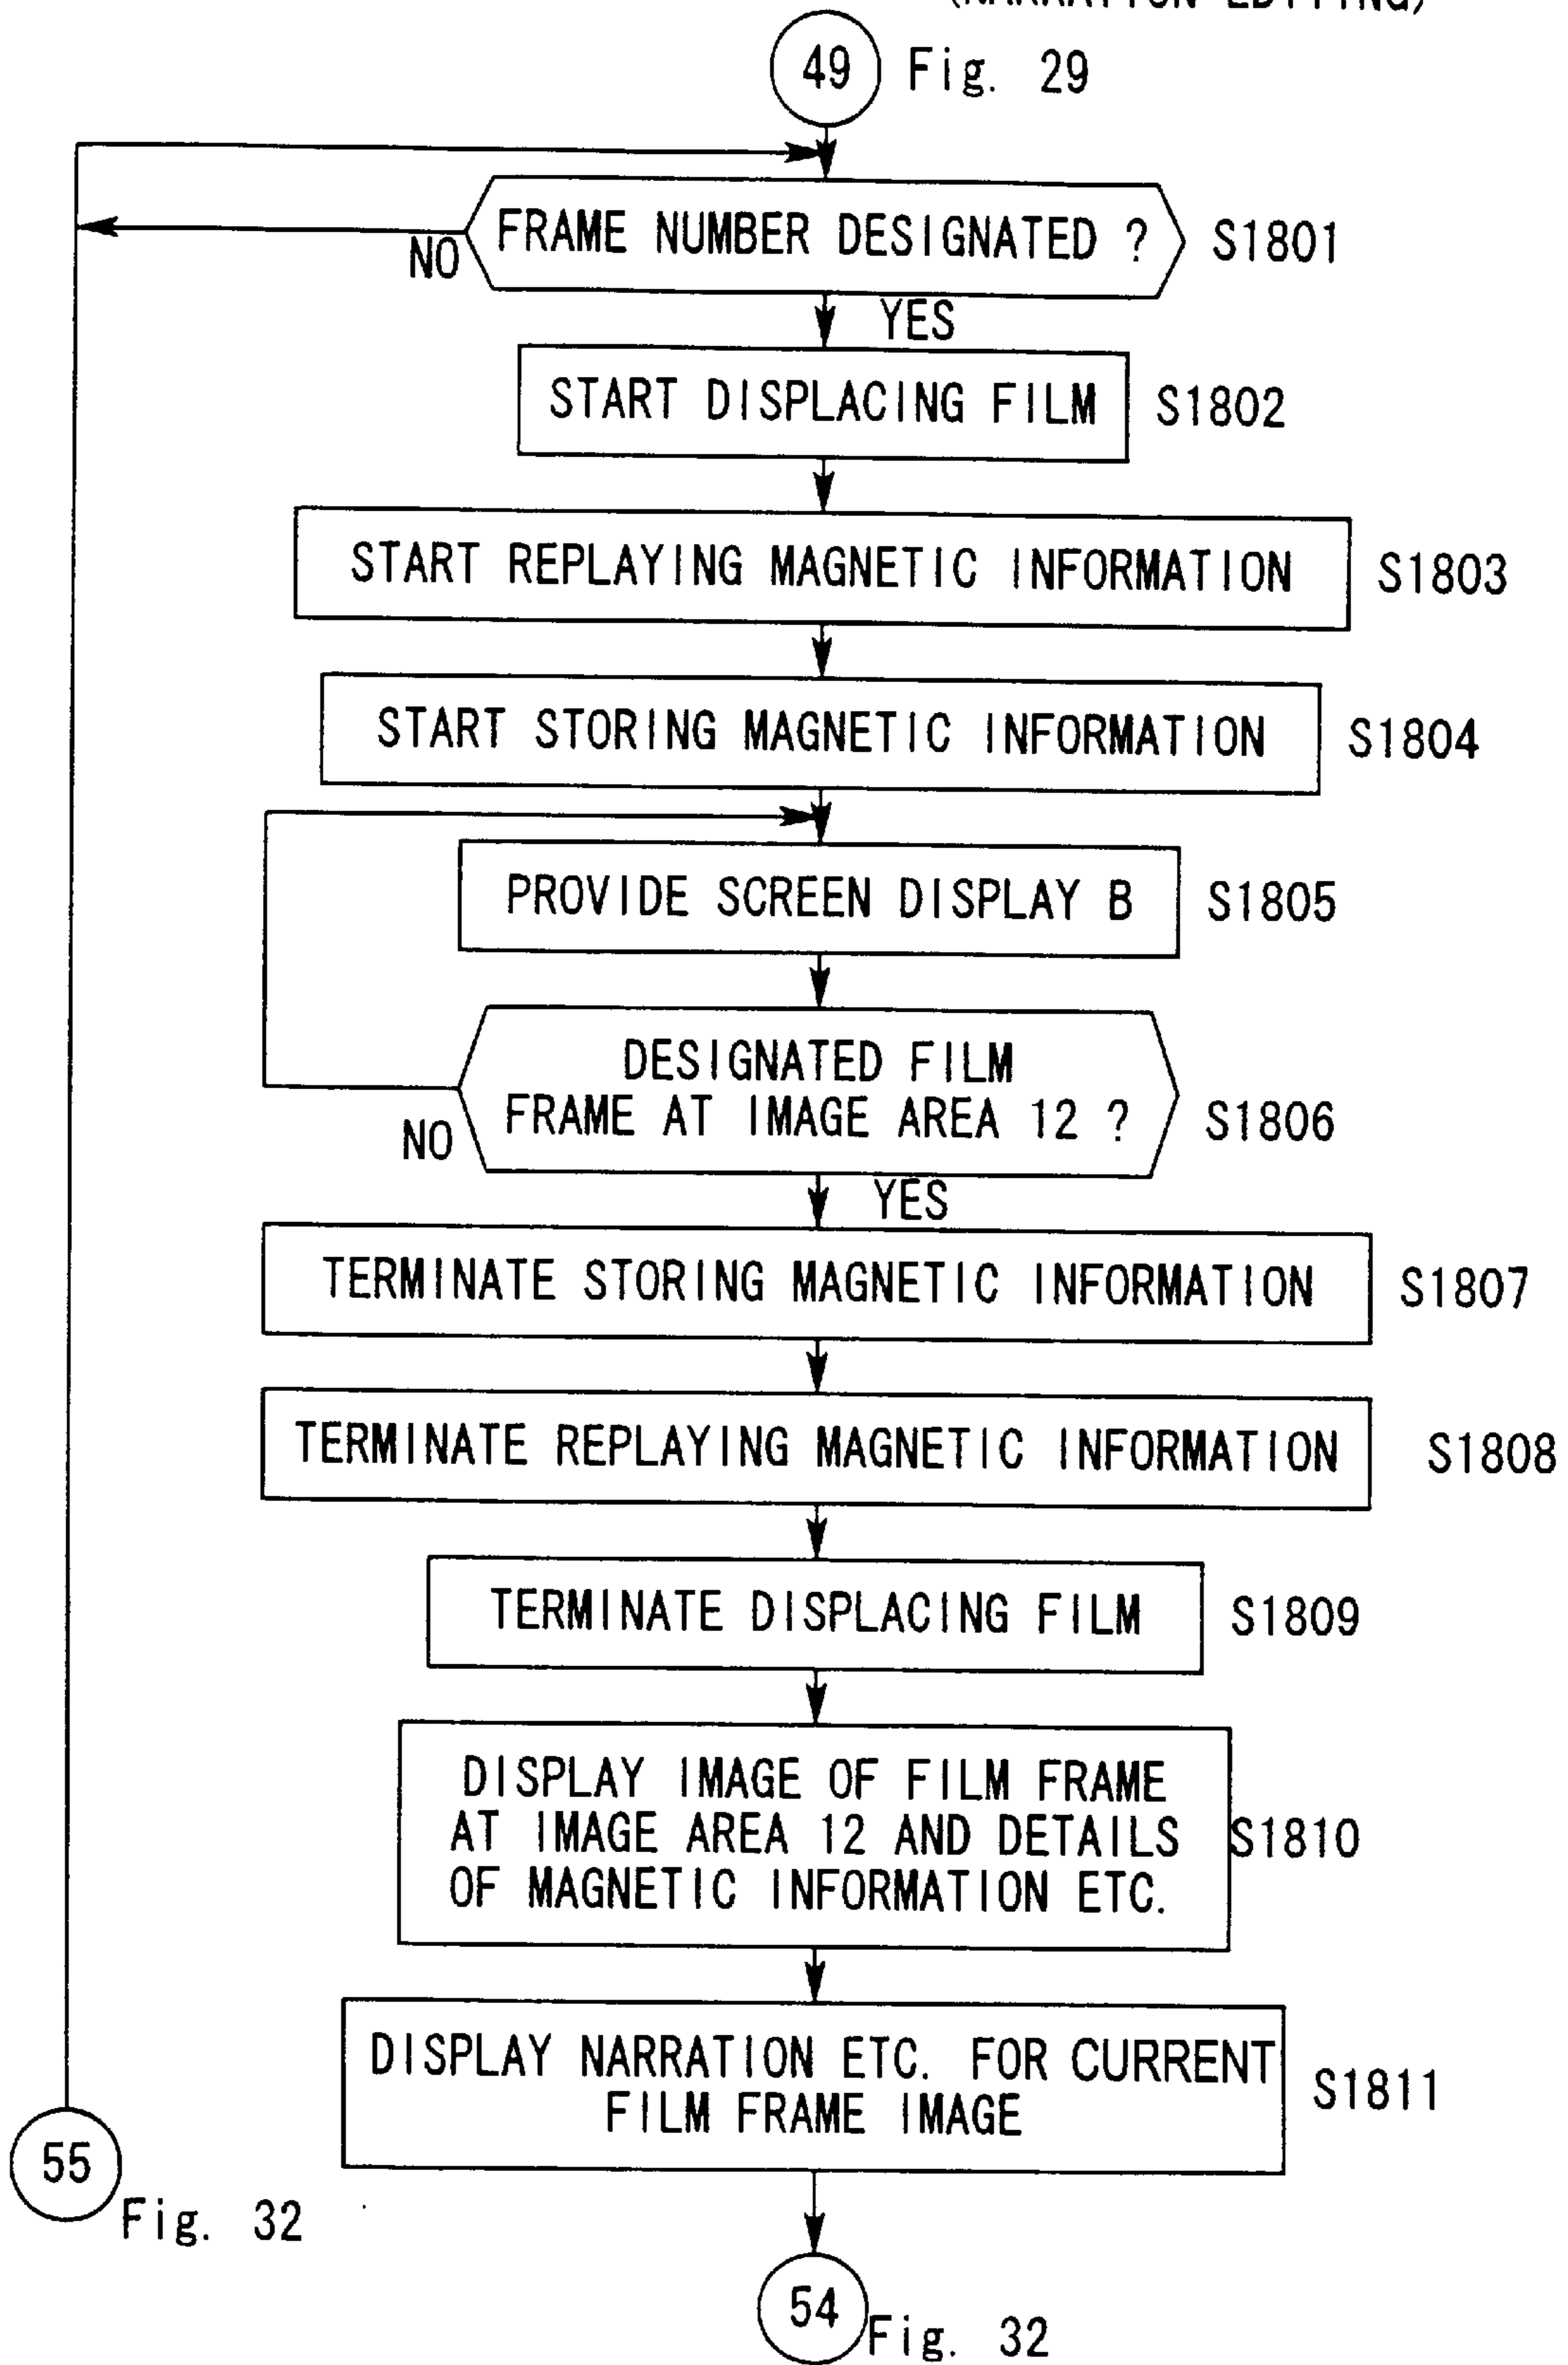 (NARRATION EDITING)
49 Fig. 29
FRAME NUMBER DESIGNATED ? S1801
NO
YES
START DISPLACING FILM S1802
START REPLAYING MAGNETIC INFORMATION S1803
START STORING MAGNETIC INFORMATION S1804
PROVIDE SCREEN DISPLAY B S1805
DESIGNATED FILM
FRAME AT IMAGE AREA 12 ? S1806
NO
YES
TERMINATE STORING MAGNETIC INFORMATION S1807
TERMINATE REPLAYING MAGNETIC INFORMATION S1808
TERMINATE DISPLACING FILM S1809
DISPLAY IMAGE OF FILM FRAME
AT IMAGE AREA 12 AND DETAILS S1810
OF MAGNETIC INFORMATION ETC.
DISPLAY NARRATION ETC. FOR CURRENT
FILM FRAME IMAGE S1811
55 Fig. 32
54 Fig. 32